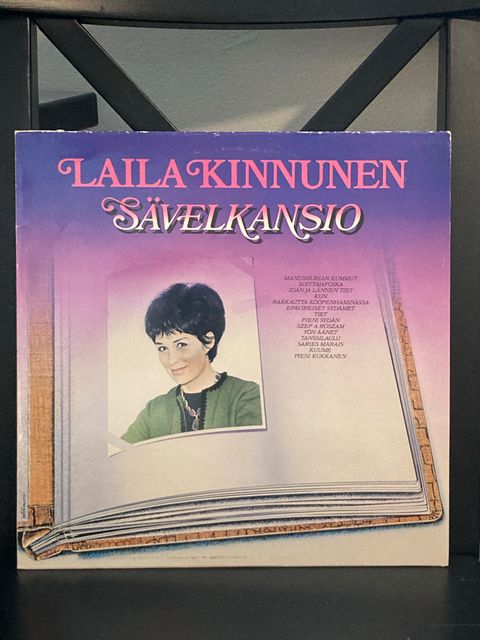 LAILA KINNUNEN
SÄVELKANSIO
MANDSHURIAN KUMMUT
SOITTAJAPOIKA
IDÄN JA LÄNNEN TIET
KUN
RAKKAUTTA KÖÖPENHAMINASSA
EPÄVIREISET SYDÄMET
TIET
PIENI SYDÄN
SZEP A ROSZAM
YÖN ÄÄNET
TANSSILAULU
SARIES MARAIS
KUUME
PIENI KUKKANEN